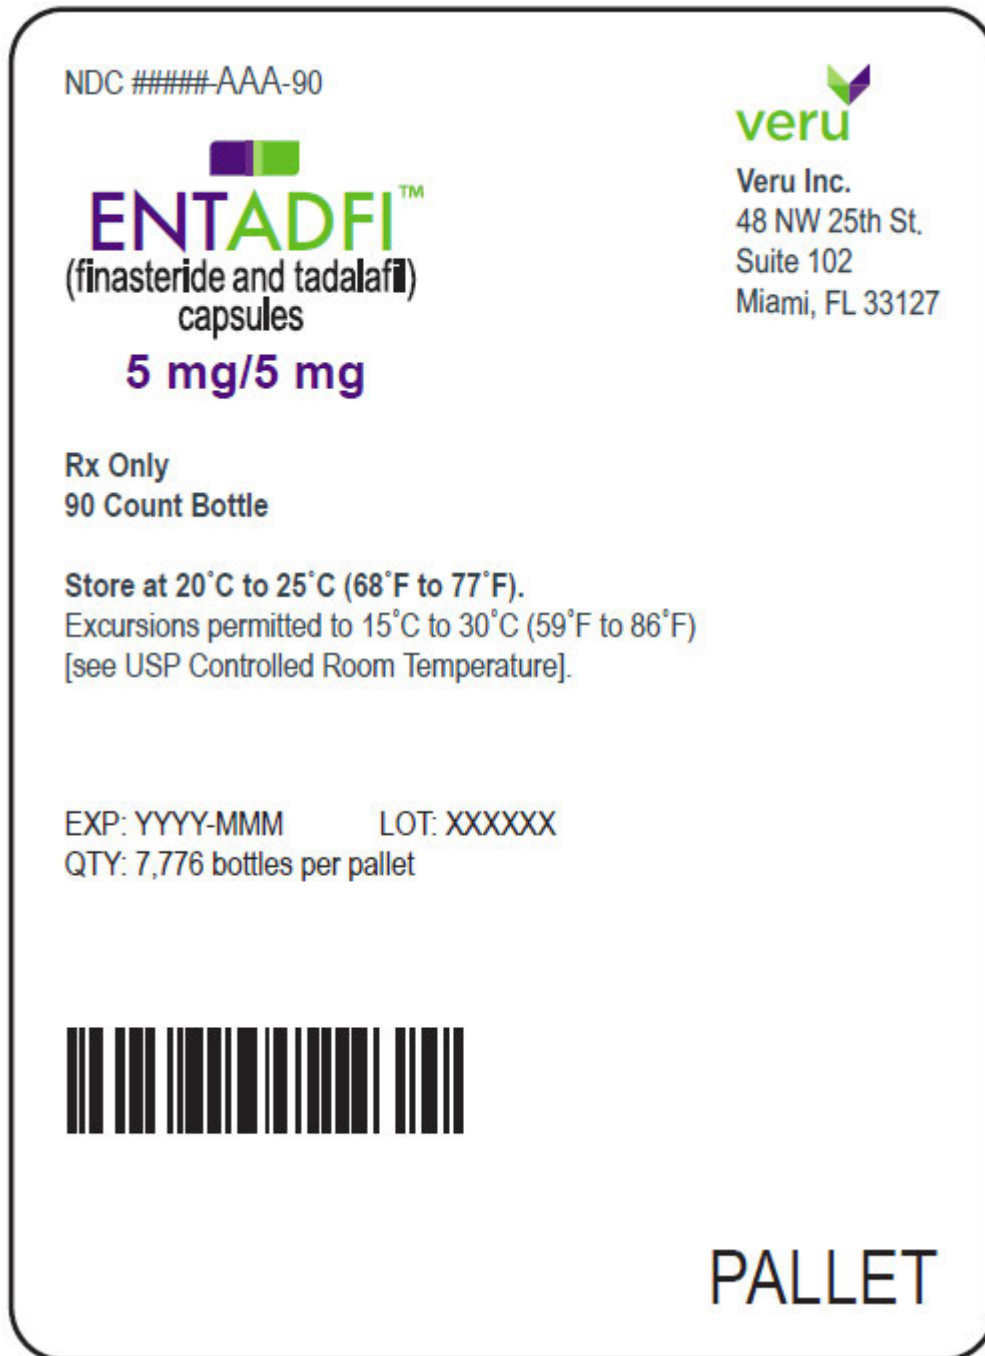 NDC #####-AAA-90
ENTADFI™
(finasteride and tadalafil)
capsules
5 mg/5 mg
veru
Veru Inc.
48 NW 25th St.
Suite 102
Miami, FL 33127
Rx Only
90 Count Bottle
Store at 20˚C to 25˚C (68˚F to 77˚F).
Excursions permitted to 15˚C to 30˚C (59˚F to 86˚F)
[see USP Controlled Room Temperature].
EXP: YYYY-MMM LOT: XXXXXX
QTY: 7,776 bottles per pallet
PALLET